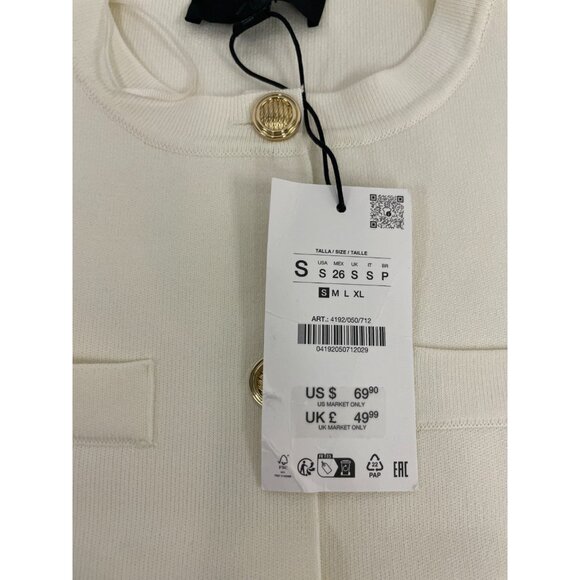 TALLA / SIZE / TAILLE
USA MEX UK IT BR
S S 26 S S P
S M L XL
ART.: 4192/050/712
04192050712029
US $ 69.90
US MARKET ONLY
UK £ 49.99
UK MARKET ONLY
FSC
22
PAP
EAC